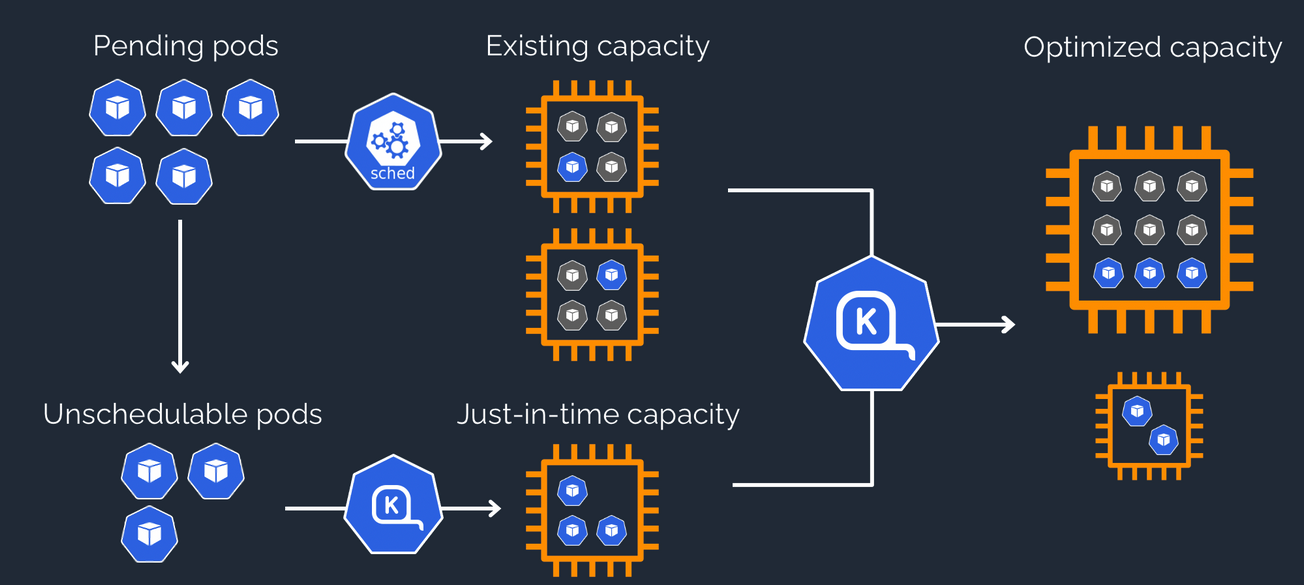 Pending pods
Existing capacity
Optimized capacity
sched
K
Unschedulable pods
Just-in-time capacity
K